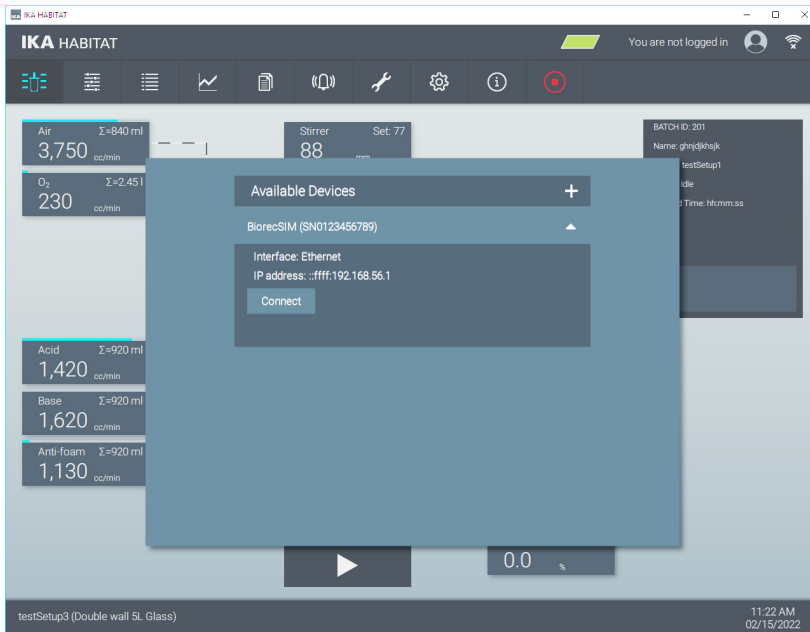 IKA HABITAT
IKA HABITAT
You are not logged in
Air Σ=840 ml
3,750 cc/min
O₂ Σ=2.45 l
230 cc/min
Stirrer Set: 77
88
BATCH ID: 201
Name: ghnjdjkhsjk
testSetup1
Idle
Time: hh:mm:ss
Available Devices +
BiorecSIM (SN0123456789)
Interface: Ethernet
IP address: ::ffff:192.168.56.1
Connect
Acid Σ=920 ml
1,420 cc/min
Base Σ=920 ml
1,620 cc/min
Anti-foam Σ=920 ml
1,130 cc/min
0.0 %
testSetup3 (Double wall 5L Glass)
11:22 AM
02/15/2022